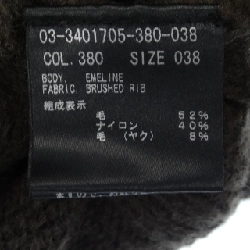 03-3401705-380-038
COL.380 SIZE 038
BODY. EMELINE
FABRIC BRUSHED RIB
組成表示
毛 52%
ナイロン 40%
毛(ヤク) 8%